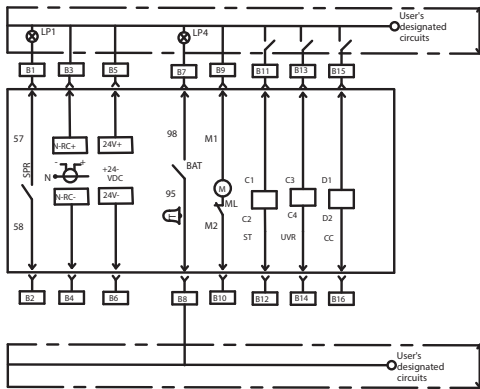 LP1
LP4
User's
designated
circuits
B1
B3
B5
B7
B9
B11
B13
B15
57
N-RC+
24V+
98
M1
SPR
- +
N
+24-
VDC
BAT
C1
C3
D1
M
N-RC-
24V-
95
ML
C2
C4
D2
58
M2
ST
UVR
CC
B2
B4
B6
B8
B10
B12
B14
B16
User's
designated
circuits